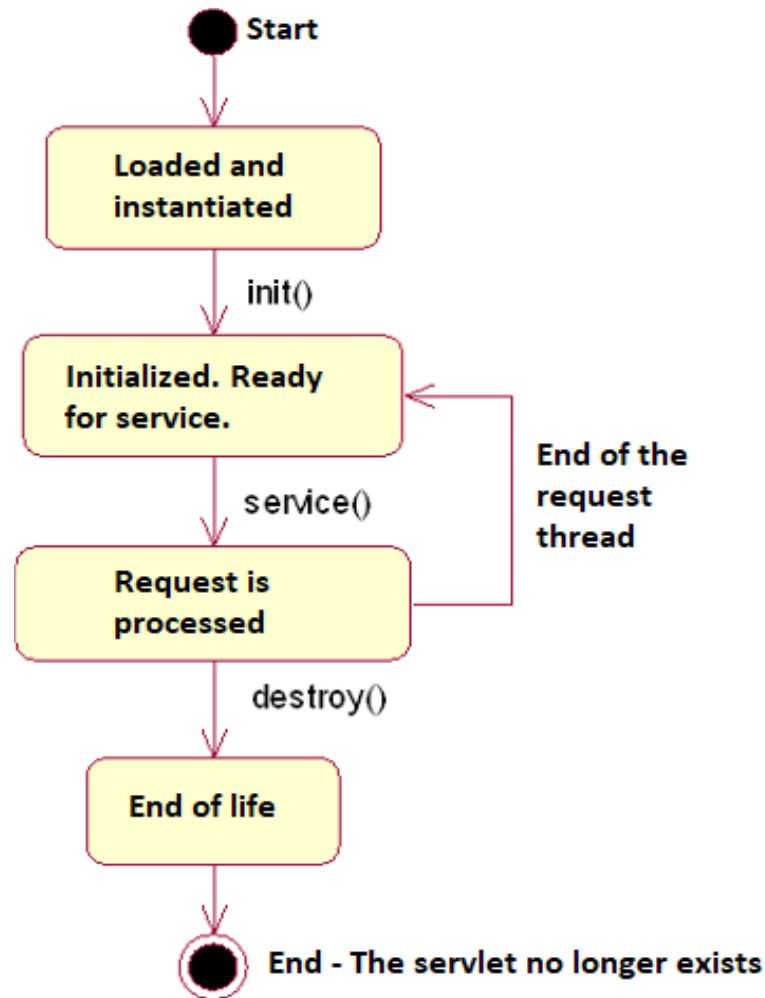 Start
Loaded and
instantiated
init()
Initialized. Ready
for service.
service()
End of the
request
thread
Request is
processed
destroy()
End of life
End - The servlet no longer exists